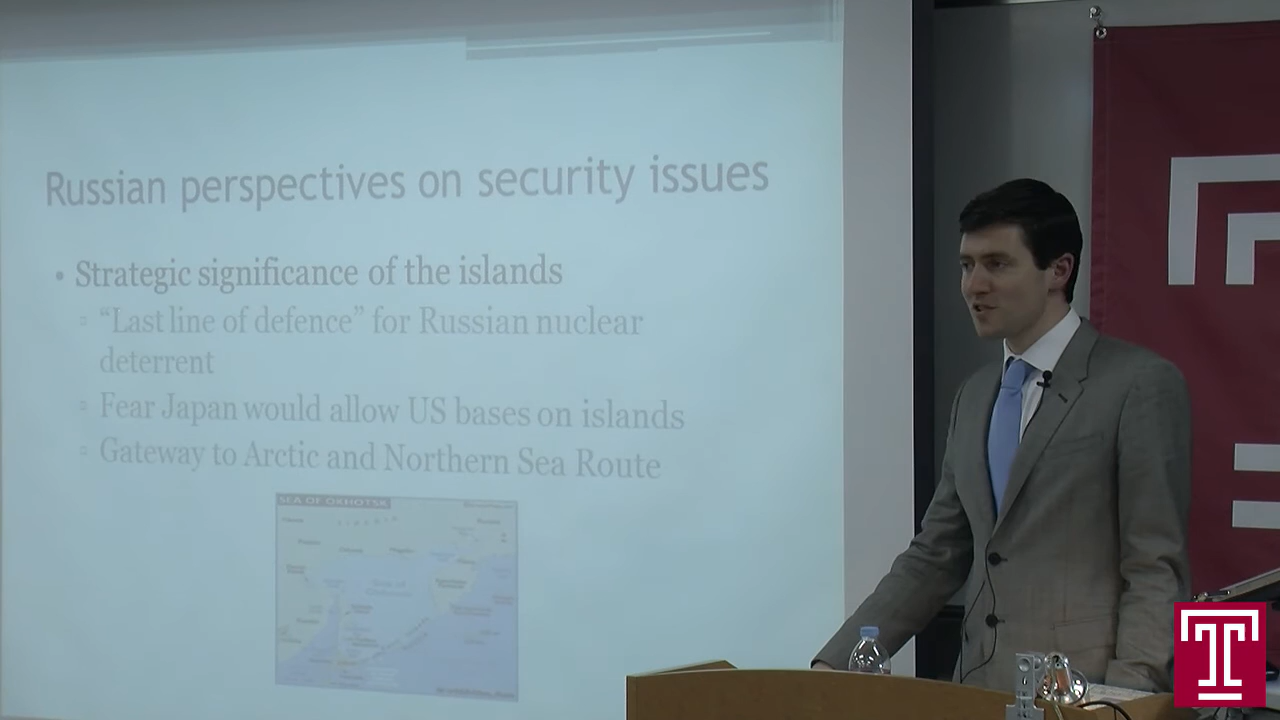 Russian perspectives on security issues
• Strategic significance of the islands
▫ “Last line of defence” for Russian nuclear
deterrent
▫ Fear Japan would allow US bases on islands
▫ Gateway to Arctic and Northern Sea Route
SEA OF OKHOTSK